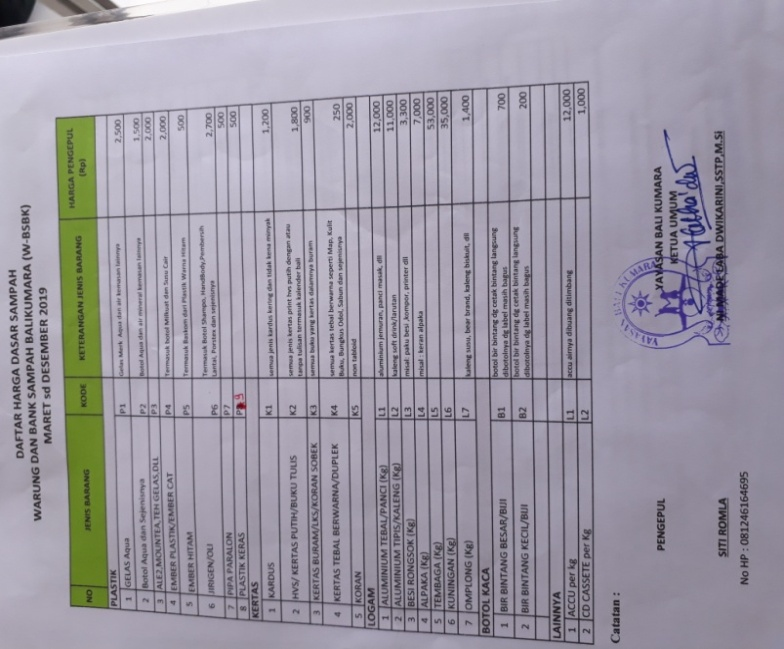 DAFTAR HARGA DASAR SAMPAH
WARUNG DAN BANK SAMPAH BALIKUMARA (W-BSBK)
MARET sd DESEMBER 2019
NO JENIS BARANG KODE KETERANGAN JENIS BARANG HARGA PENGEPUL (Rp)
PLASTIK
1 GELAS Aqua P1 Gelas Merk Aqua dan air kemasan lainnya 2,500
2 Botol Aqua dan Sejenisnya P2 Botol Aqua dan air mineral kemasan lainnya 1,500
3 ALE2,MOUNTEA,TEH GELAS,DLL P3 2,000
4 EMBER PLASTIK/EMBER CAT P4 Termasuk botol Milkuat dan Susu Cair 2,000
5 EMBER HITAM P5 Termasuk Baskom dari Plastik Warna Hitam 500
6 JIRIGEN/OLI P6 Termasuk Botol Shampo, Handbody,Pembersih Lantai, Porstex dan sejenisnya 2,700
7 PIPA PARALON P7 500
8 PLASTIK KERAS 500
KERTAS
1 KARDUS K1 semua jenis kardus kering dan tidak kena minyak 1,200
2 HVS/ KERTAS PUTIH/BUKU TULIS K2 semua jenis kertas print hvs putih dengan atau tanpa tulisan termasuk kalender bali 1,800
3 KERTAS BURAM/LKS/KORAN SOBEK K3 semua buku yang kertas dalamnya buram 900
4 KERTAS TEBAL BERWARNA/DUPLEK K4 semua kertas tebal berwarna seperti Map, Kulit Buku, Bungkus Odol, Sabun dan sejenisnya 250
5 KORAN K5 non tabloid 2,000
LOGAM
1 ALUMINIUM TEBAL/PANCI (Kg) L1 alumunium jemuran, panci masak, dll 12,000
2 ALUMINIUM TIPIS/KALENG (Kg) L2 kaleng soft drink/larutan 11,000
3 BESI RONGSOK (Kg) L3 misal: paku besi ,kompor, printer dll 3,300
4 ALPAKA (Kg) L4 misal : keran alpaka 7,000
5 TEMBAGA (Kg) L5 53,000
6 KUNINGAN (Kg) L6 35,000
7 OMPLONG (Kg) L7 kaleng susu, bear brand, kaleng biskuit, dll 1,400
BOTOL KACA
1 BIR BINTANG BESAR/BIJI B1 botol bir bintang dg cetak bintang langsung dibotolnya dg label masih bagus 700
2 BIR BINTANG KECIL/BIJI B2 botol bir bintang dg cetak bintang langsung dibotolnya dg label masih bagus 200
LAINNYA
1 ACCU per kg L1 accu airnya dibuang ditimbang 12,000
2 CD CASSETE per Kg L2 1,000
Catatan :
PENGEPUL
YAYASAN BALI KUMARA
KETUA UMUM
YAYASAN BALI KUMARA
SITI ROMLA
DWIKARINI,SSTP,M.Si
No HP : 081246164695